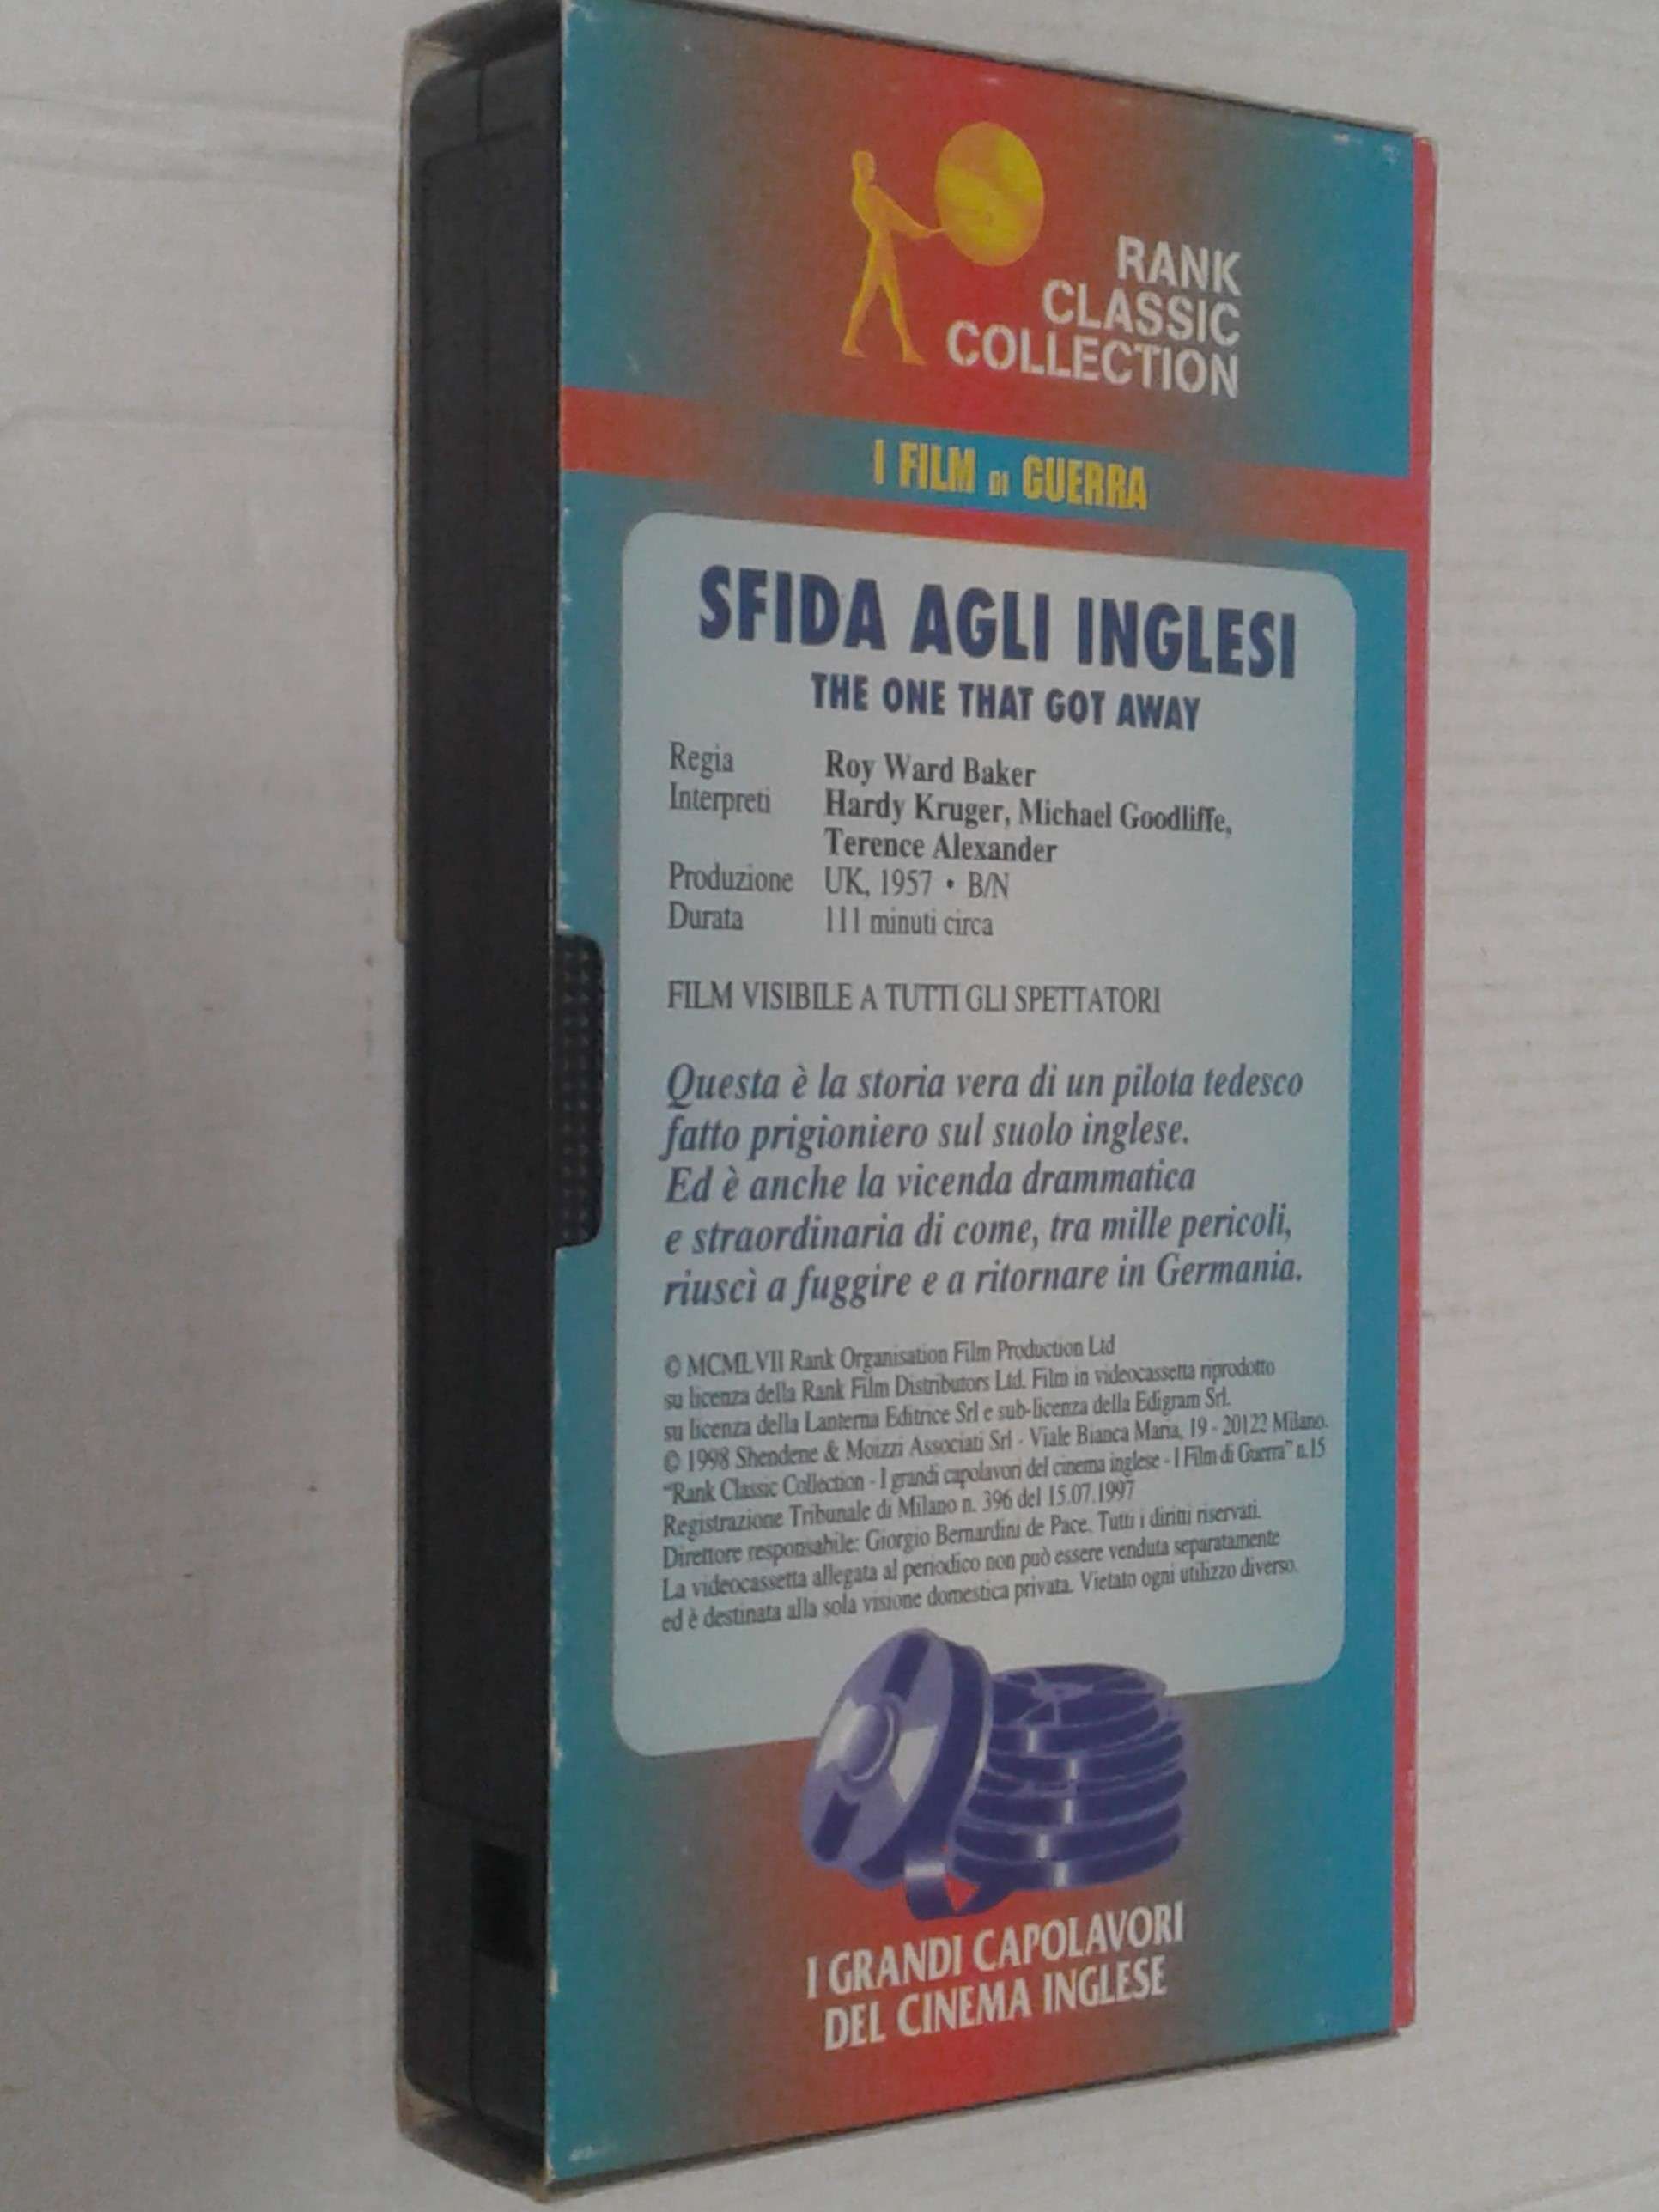 RANK
CLASSIC
COLLECTION
I FILM DI GUERRA
SFIDA AGLI INGLESI
THE ONE THAT GOT AWAY
Regia Roy Ward Baker
Interpreti Hardy Kruger, Michael Goodliffe,
Terence Alexander
Produzione UK, 1957 • B/N
Durata 111 minuti circa
FILM VISIBILE A TUTTI GLI SPETTATORI
Questa è la storia vera di un pilota tedesco
fatto prigioniero sul suolo inglese.
Ed è anche la vicenda drammatica
e straordinaria di come, tra mille pericoli,
riuscì a fuggire e a ritornare in Germania.
© MCMLVII Rank Organisation Film Production Ltd
su licenza della Rank Film Distributors Ltd. Film in videocassetta riprodotto
su licenza della Lanterna Editrice Srl e sub-licenza della Edigram Srl.
© 1998 Shendene & Moizzi Associati Srl - Viale Bianca Maria, 19 - 20122 Milano.
"Rank Classic Collection - I grandi capolavori del cinema inglese - I Film di Guerra" n.15
Registrazione Tribunale di Milano n. 396 del 15.07.1997
Direttore responsabile: Giorgio Bernardini de Pace. Tutti i diritti riservati.
La videocassetta allegata al periodico non può essere venduta separatamente
ed è destinata alla sola visione domestica privata. Vietato ogni utilizzo diverso.
I GRANDI CAPOLAVORI
DEL CINEMA INGLESE